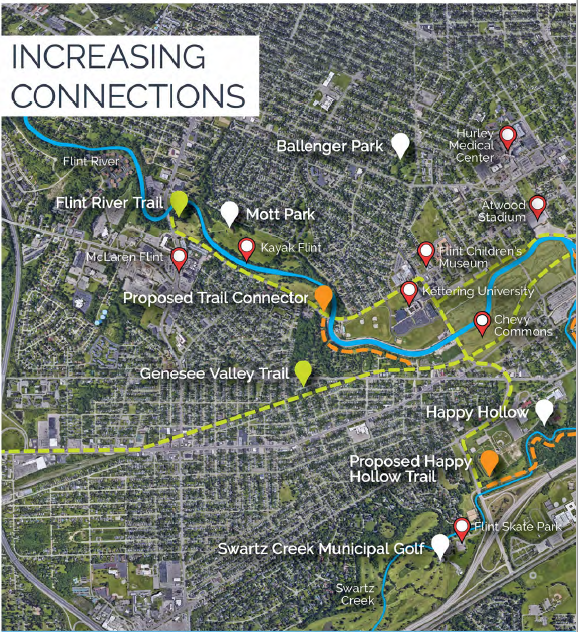 INCREASING
CONNECTIONS
Hurley
Medical
Center
Ballenger Park
Flint River
Flint River Trail
Mott Park
Atwood
Stadium
McLaren Flint
Kayak Flint
Flint Children's
Museum
Proposed Trail Connector
Kettering University
Chevy
Commons
Genesee Valley Trail
Happy Hollow
Proposed Happy
Hollow Trail
Flint Skate Park
Swartz Creek Municipal Golf
Swartz
Creek